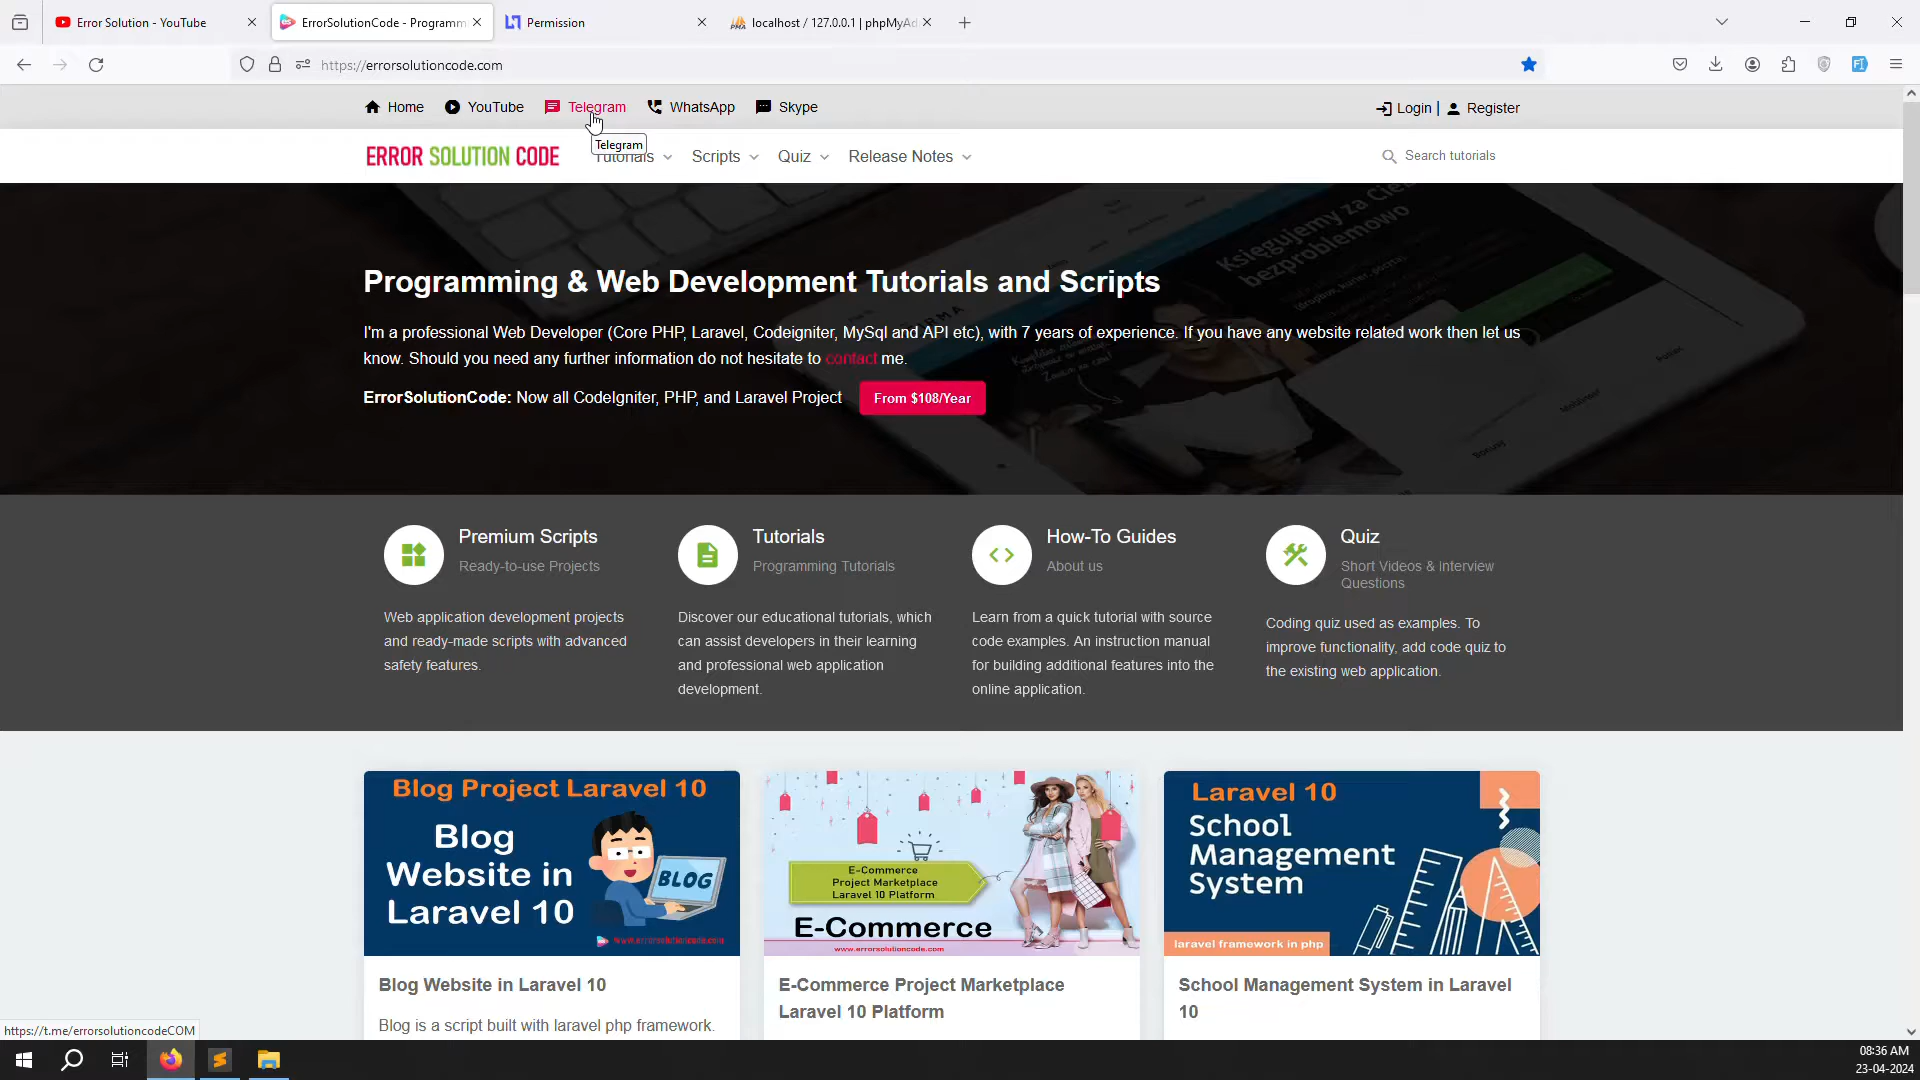 Error Solution - YouTube
ErrorSolutionCode - Programm
Permission
localhost / 127.0.0.1 | phpMyAd
https://errorsolutioncode.com
Home YouTube Telegram WhatsApp Skype
Login | Register
Telegram
ERROR SOLUTION CODE
Tutorials Scripts Quiz Release Notes
Search tutorials
Księgujemy za Cie
bezproblemowo
Programming & Web Development Tutorials and Scripts
I'm a professional Web Developer (Core PHP, Laravel, Codeigniter, MySql and API etc), with 7 years of experience. If you have any website related work then let us
know. Should you need any further information do not hesitate to contact me.
ErrorSolutionCode: Now all CodeIgniter, PHP, and Laravel Project
From $108/Year
Premium Scripts
Ready-to-use Projects
Web application development projects
and ready-made scripts with advanced
safety features.
Tutorials
Programming Tutorials
Discover our educational tutorials, which
can assist developers in their learning
and professional web application
development.
How-To Guides
About us
Learn from a quick tutorial with source
code examples. An instruction manual
for building additional features into the
online application.
Quiz
Short Videos & Interview
Questions
Coding quiz used as examples. To
improve functionality, add code quiz to
the existing web application.
Blog Project Laravel 10
Blog
Website in
Laravel 10
BLOG
www.errorsolutioncode.com
Blog Website in Laravel 10
Blog is a script built with laravel php framework.
E-Commerce
Project Marketplace
Laravel 10 Platform
E-Commerce
www.errorsolutioncode.com
E-Commerce Project Marketplace
Laravel 10 Platform
Laravel 10
School
Management
System
laravel framework in php
School Management System in Laravel
10
https://t.me/errorsolutioncodeCOM
08:36 AM
23-04-2024